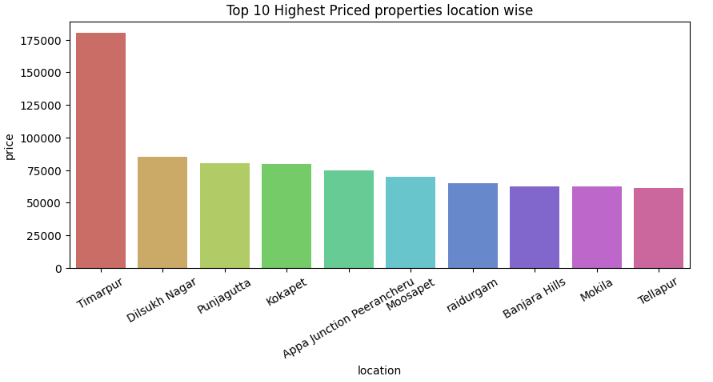 Top 10 Highest Priced properties location wise
price
175000
150000
125000
100000
75000
50000
25000
0
Timarpur
Dilsukh Nagar
Punjagutta
Kokapet
Appa Junction Peerancheru
Moosapet
raidurgam
Banjara Hills
Mokila
Tellapur
location